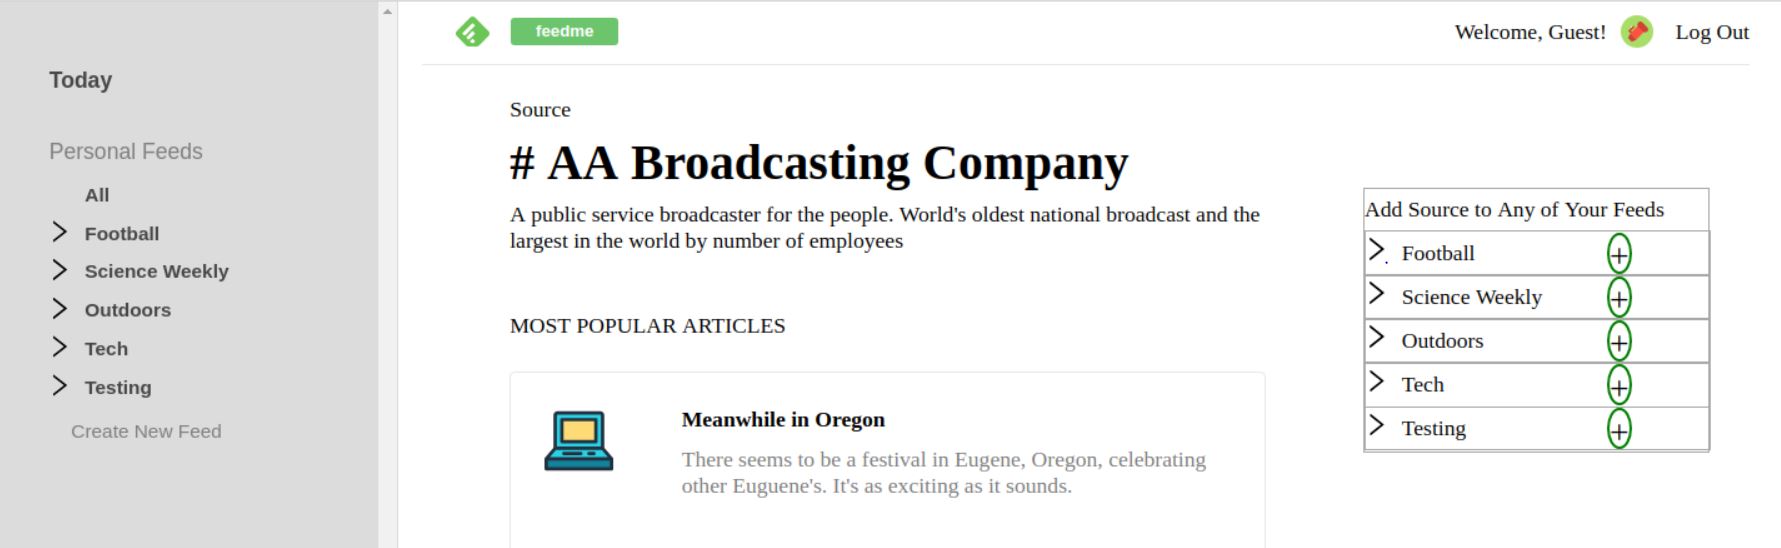 feedme
Welcome, Guest!
Log Out
Today
Personal Feeds
All
Football
Science Weekly
Outdoors
Tech
Testing
Create New Feed
Source
# AA Broadcasting Company
A public service broadcaster for the people. World's oldest national broadcast and the
largest in the world by number of employees
MOST POPULAR ARTICLES
Meanwhile in Oregon
There seems to be a festival in Eugene, Oregon, celebrating
other Euguene's. It's as exciting as it sounds.
Add Source to Any of Your Feeds
Football +
Science Weekly +
Outdoors +
Tech +
Testing +